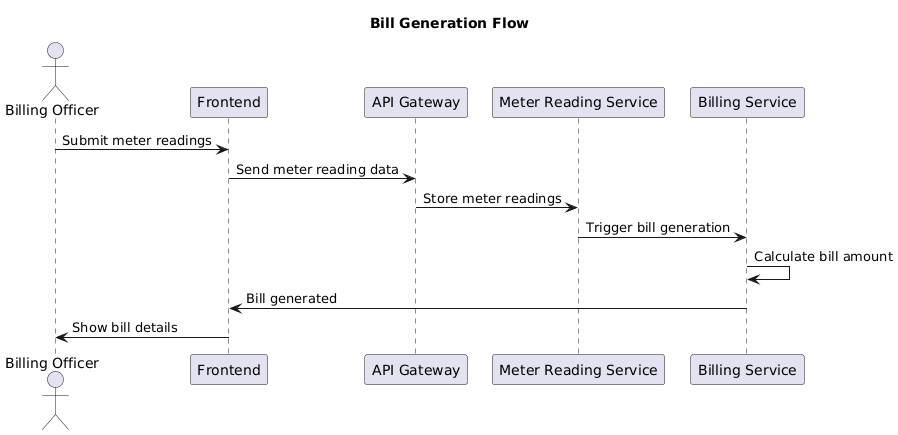 Bill Generation Flow
Billing Officer
Frontend
API Gateway
Meter Reading Service
Billing Service
Submit meter readings
Send meter reading data
Store meter readings
Trigger bill generation
Calculate bill amount
Bill generated
Show bill details
Billing Officer
Frontend
API Gateway
Meter Reading Service
Billing Service